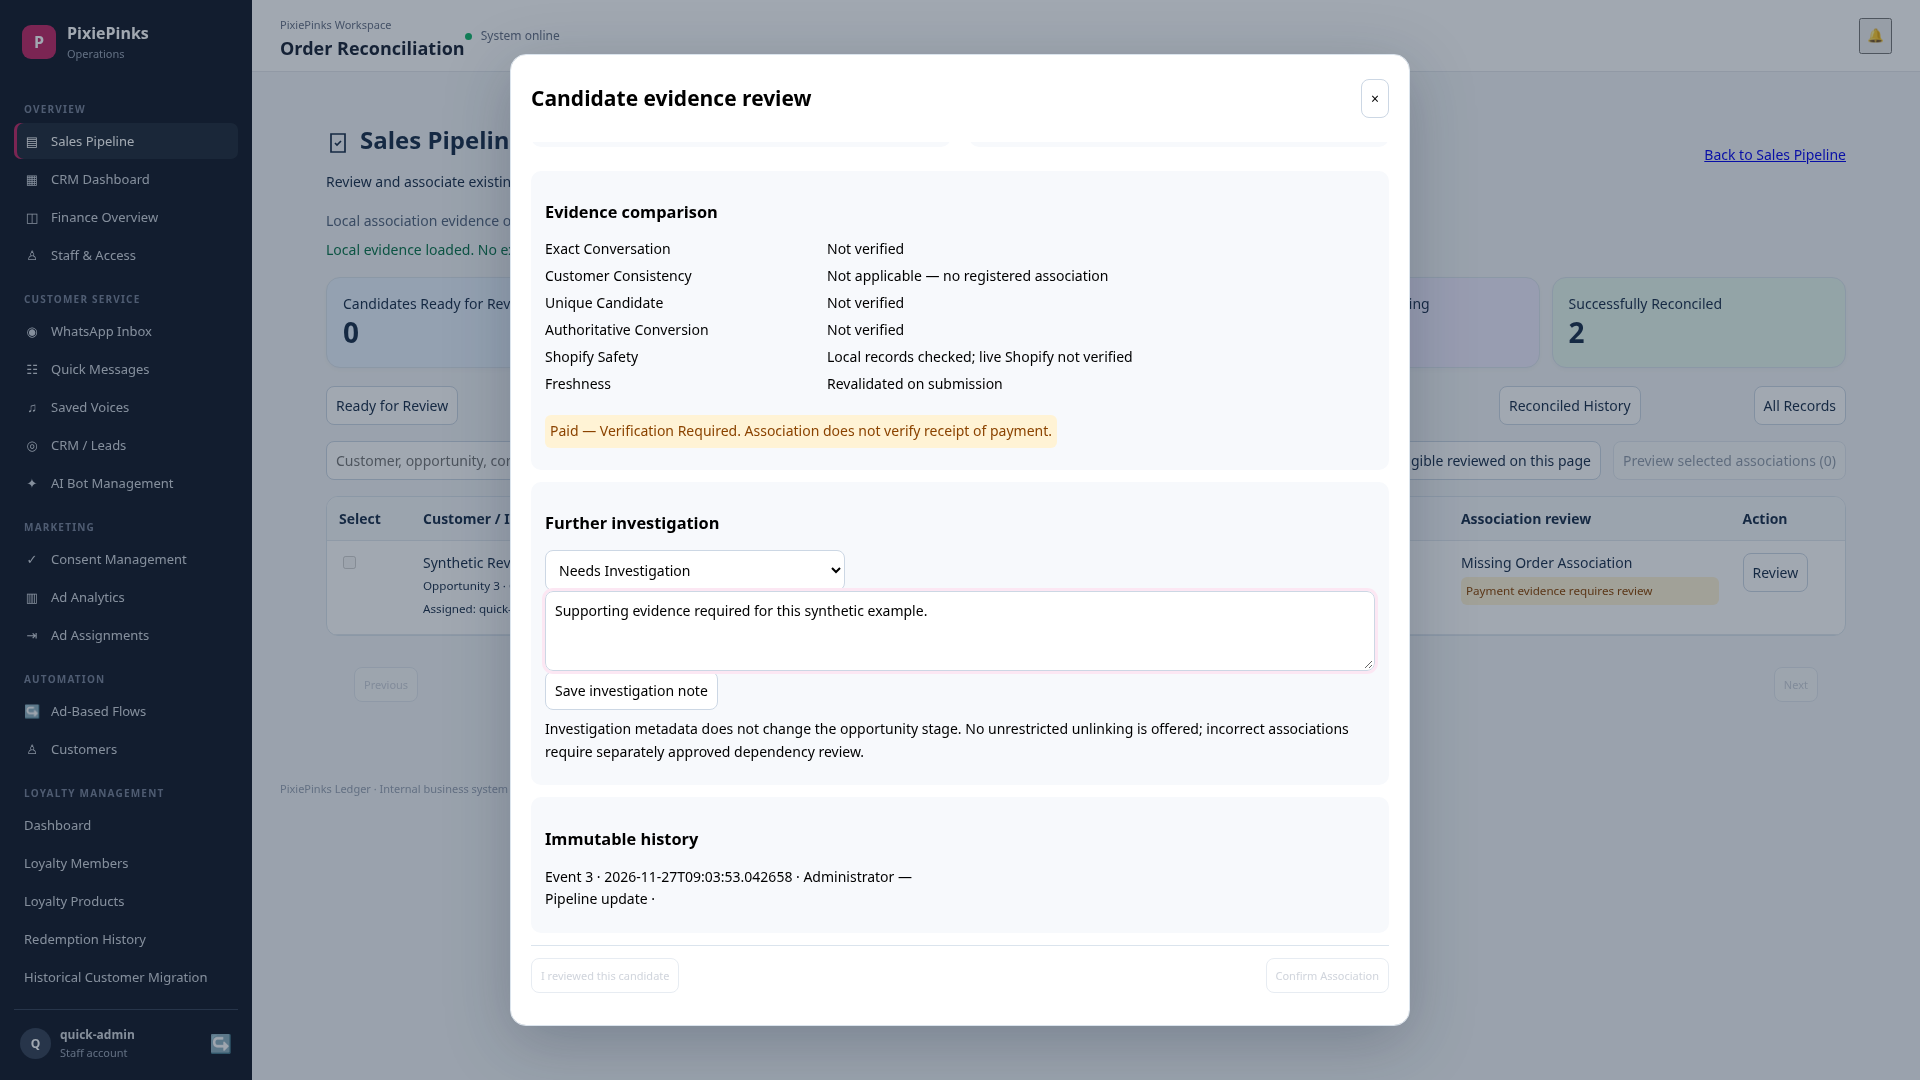 P
PixiePinks
Operations
OVERVIEW
Sales Pipeline
CRM Dashboard
Finance Overview
Staff & Access
CUSTOMER SERVICE
WhatsApp Inbox
Quick Messages
Saved Voices
CRM / Leads
AI Bot Management
MARKETING
Consent Management
Ad Analytics
Ad Assignments
AUTOMATION
Ad-Based Flows
Customers
LOYALTY MANAGEMENT
Dashboard
Loyalty Members
Loyalty Products
Redemption History
Historical Customer Migration
Q
quick-admin
Staff account
PixiePinks Workspace
Order Reconciliation
System online
Sales Pipelin
Back to Sales Pipeline
Review and associate existin
Local association evidence o
Local evidence loaded. No ex
Candidates Ready for Rev
0
ing
Successfully Reconciled
2
Ready for Review
Reconciled History
All Records
Customer, opportunity, con
gible reviewed on this page
Preview selected associations (0)
Select
Customer / I
Association review
Action
Synthetic Rev
Opportunity 3 ·
Assigned: quick-
Missing Order Association
Payment evidence requires review
Review
Previous
Next
PixiePinks Ledger · Internal business system
Candidate evidence review
×
Evidence comparison
Exact Conversation Not verified
Customer Consistency Not applicable — no registered association
Unique Candidate Not verified
Authoritative Conversion Not verified
Shopify Safety Local records checked; live Shopify not verified
Freshness Revalidated on submission
Paid — Verification Required. Association does not verify receipt of payment.
Further investigation
Needs Investigation
Supporting evidence required for this synthetic example.
Save investigation note
Investigation metadata does not change the opportunity stage. No unrestricted unlinking is offered; incorrect associations
require separately approved dependency review.
Immutable history
Event 3 · 2026-11-27T09:03:53.042658 · Administrator —
Pipeline update ·
I reviewed this candidate
Confirm Association